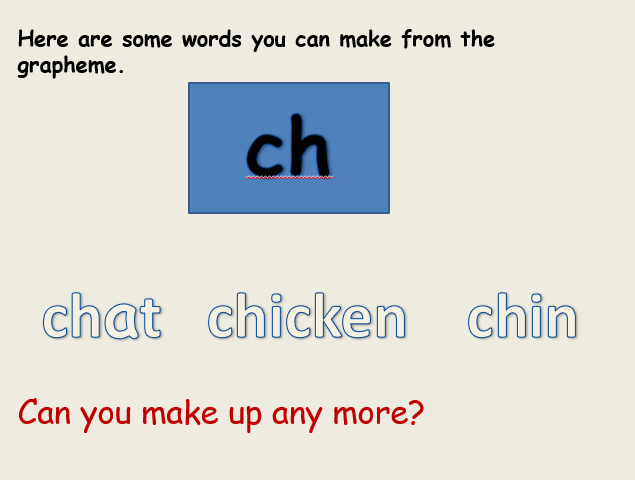 Here are some words you can make from the
grapheme.
ch
chat chicken chin
Can you make up any more?